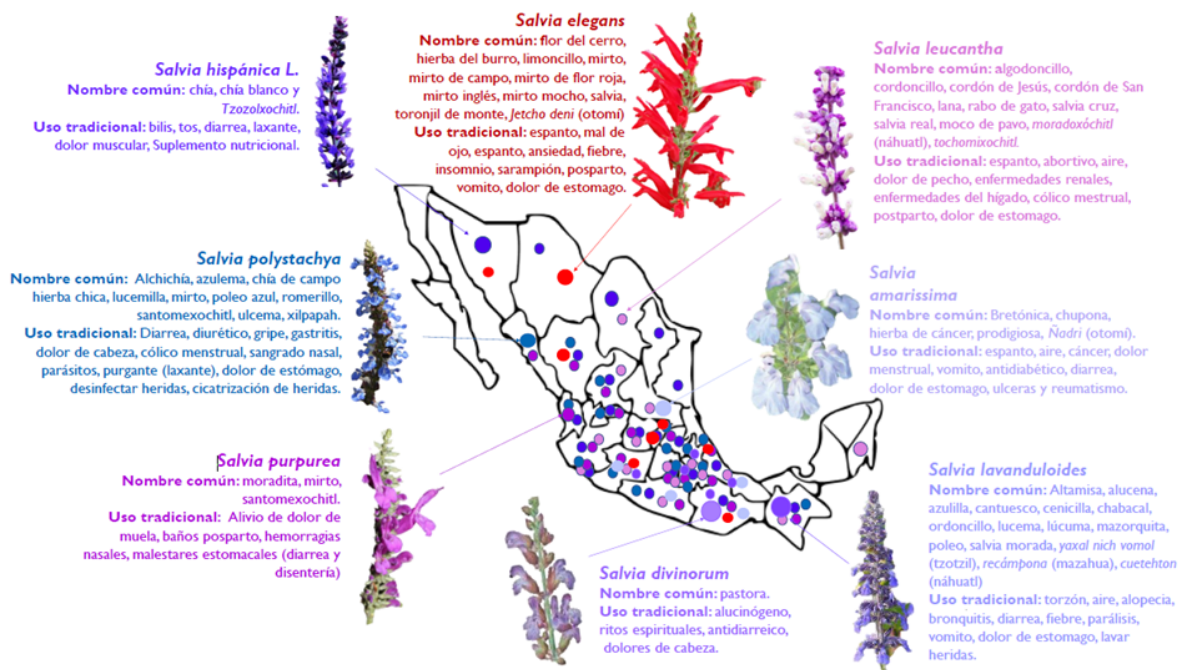 Salvia hispánica L.
Nombre común: chía, chía blanco y
Tzozolxochitl.
Uso tradicional: bilis, tos, diarrea, laxante,
dolor muscular, Suplemento nutricional.
Salvia elegans
Nombre común: flor del cerro,
hierba del burro, limoncillo, mirto,
mirto de campo, mirto de flor roja,
mirto inglés, mirto mocho, salvia,
toronjil de monte, Jetcho deni (otomí)
Uso tradicional: espanto, mal de
ojo, espanto, ansiedad, fiebre,
insomnio, sarampión, posparto,
vomito, dolor de estomago.
Salvia leucantha
Nombre común: algodoncillo,
cordoncillo, cordón de Jesús, cordón de San
Francisco, lana, rabo de gato, salvia cruz,
salvia real, moco de pavo, moradoxóchitl
(náhuatl), tochomixochitl.
Uso tradicional: espanto, abortivo, aire,
dolor de pecho, enfermedades renales,
enfermedades del hígado, cólico mestrual,
postparto, dolor de estomago.
Salvia polystachya
Nombre común: Alchichía, azulema, chía de campo
hierba chica, lucemilla, mirto, poleo azul, romerillo,
santomexochitl, ulcema, xilpapah.
Uso tradicional: Diarrea, diurético, gripe, gastritis,
dolor de cabeza, cólico menstrual, sangrado nasal,
parásitos, purgante (laxante), dolor de estómago,
desinfectar heridas, cicatrización de heridas.
Salvia
amarissima
Nombre común: Bretónica, chupona,
hierba de cáncer, prodigiosa, Ñadri (otomí).
Uso tradicional: espanto, aire, cáncer, dolor
menstrual, vomito, antidiabético, diarrea,
dolor de estomago, ulceras y reumatismo.
Salvia purpurea
Nombre común: moradita, mirto,
santomexochitl.
Uso tradicional: Alivio de dolor de
muela, baños posparto, hemorragias
nasales, malestares estomacales (diarrea y
disentería)
Salvia divinorum
Nombre común: pastora.
Uso tradicional: alucinógeno,
ritos espirituales, antidiarreico,
dolores de cabeza.
Salvia lavanduloides
Nombre común: Altamisa, alucena,
azulilla, cantuesco, cenicilla, chabacal,
ordoncillo, lucema, lúcuma, mazorquita,
poleo, salvia morada, yaxal nich vomol
(tzotzil), recámpona (mazahua), cuetehton
(náhuatl)
Uso tradicional: torzón, aire, alopecia,
bronquitis, diarrea, fiebre, parálisis,
vomito, dolor de estomago, lavar
heridas.